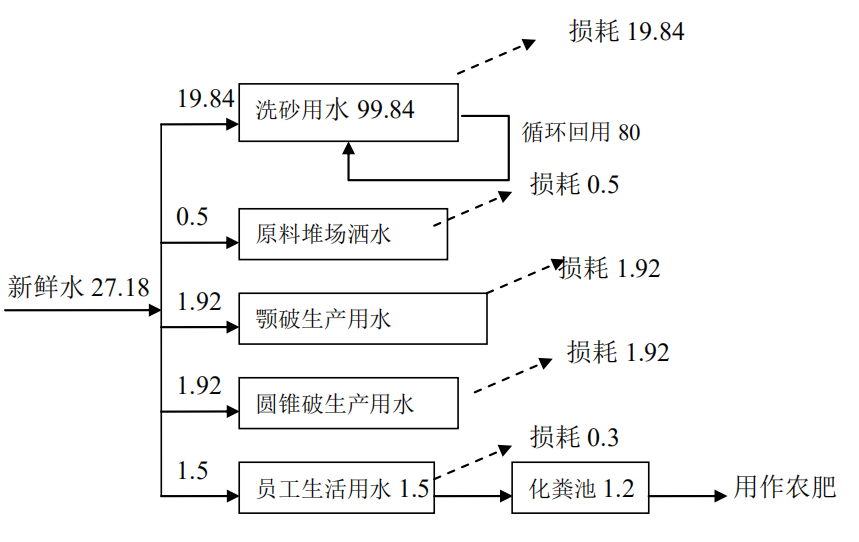 损耗 19.84
19.84
洗砂用水 99.84
循环回用 80
损耗 0.5
0.5
原料堆场洒水
损耗 1.92
新鲜水 27.18
1.92
颚破生产用水
损耗 1.92
1.92
圆锥破生产用水
损耗 0.3
1.5
员工生活用水 1.5
化粪池 1.2
用作农肥